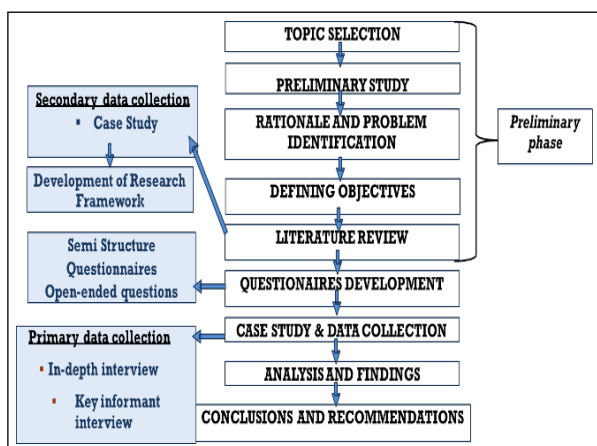 TOPIC SELECTION
PRELIMINARY STUDY
RATIONALE AND PROBLEM
IDENTIFICATION
DEFINING OBJECTIVES
LITERATURE REVIEW
QUESTIONAIRES DEVELOPMENT
CASE STUDY & DATA COLLECTION
ANALYSIS AND FINDINGS
CONCLUSIONS AND RECOMMENDATIONS
Preliminary
phase
Secondary data collection
▪ Case Study
Development of Research
Framework
Semi Structure
Questionnaires
Open-ended questions
Primary data collection
▪ In-depth interview
▪ Key informant
interview